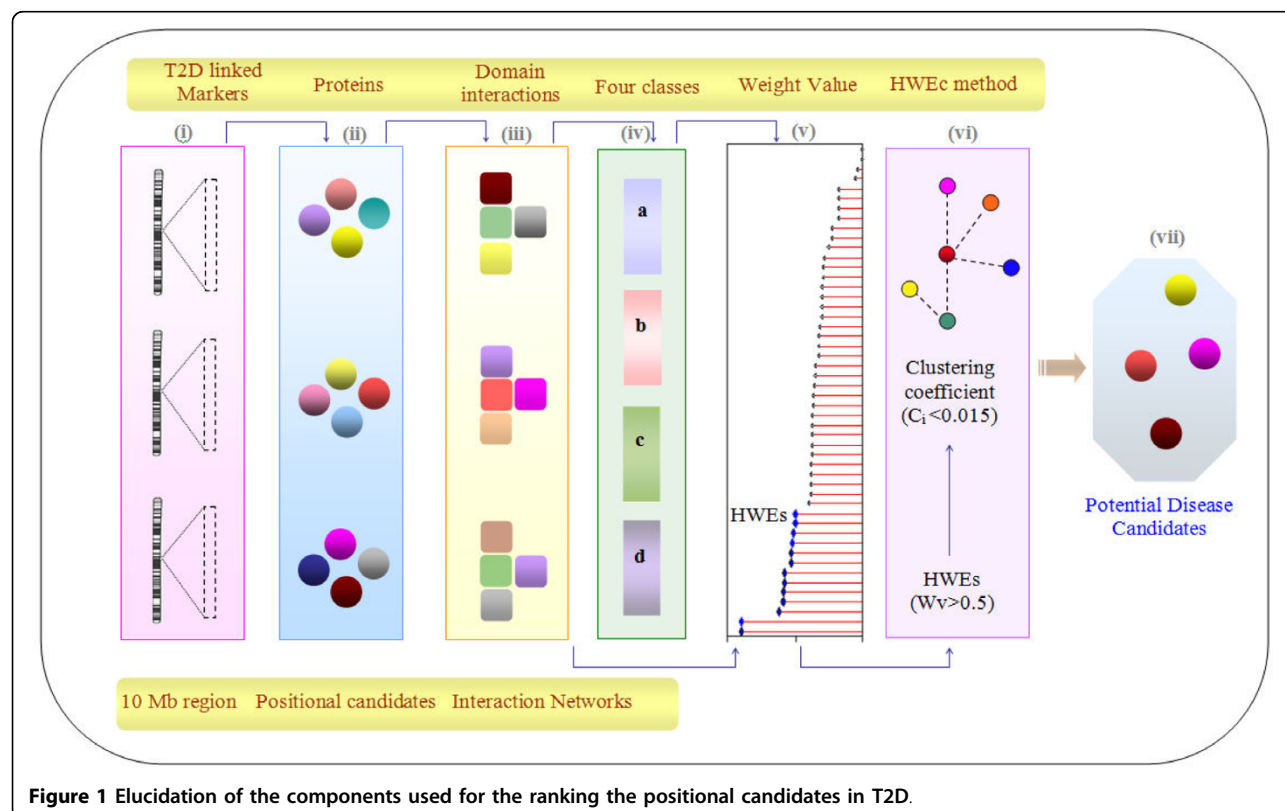 T2D linked
Markers
Proteins
Domain
interactions
Four classes
Weight Value
HWEc method
(i)
(ii)
(iii)
(iv)
(v)
(vi)
a
b
c
d
HWEs
Clustering
coefficient
(Ci<0.015)
HWEs
(Wv>0.5)
(vii)
Potential Disease
Candidates
10 Mb region
Positional candidates
Interaction Networks
Figure 1 Elucidation of the components used for the ranking the positional candidates in T2D.